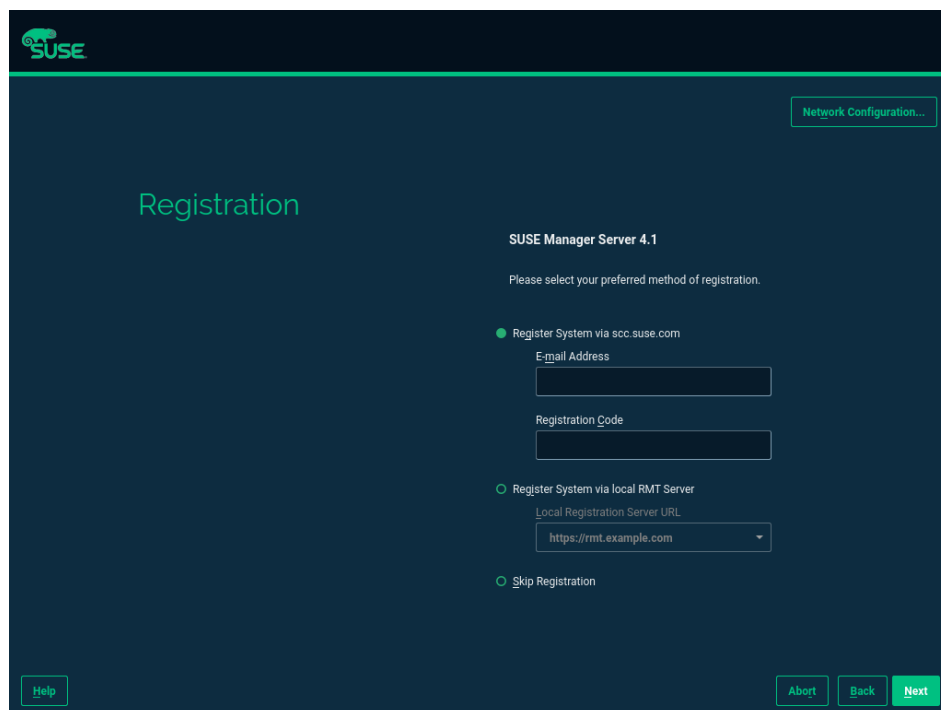 SUSE
Network Configuration...
Registration
SUSE Manager Server 4.1
Please select your preferred method of registration.
Register System via scc.suse.com
E-mail Address
Registration Code
Register System via local RMT Server
Local Registration Server URL
https://rmt.example.com
Skip Registration
Help
Abort
Back
Next